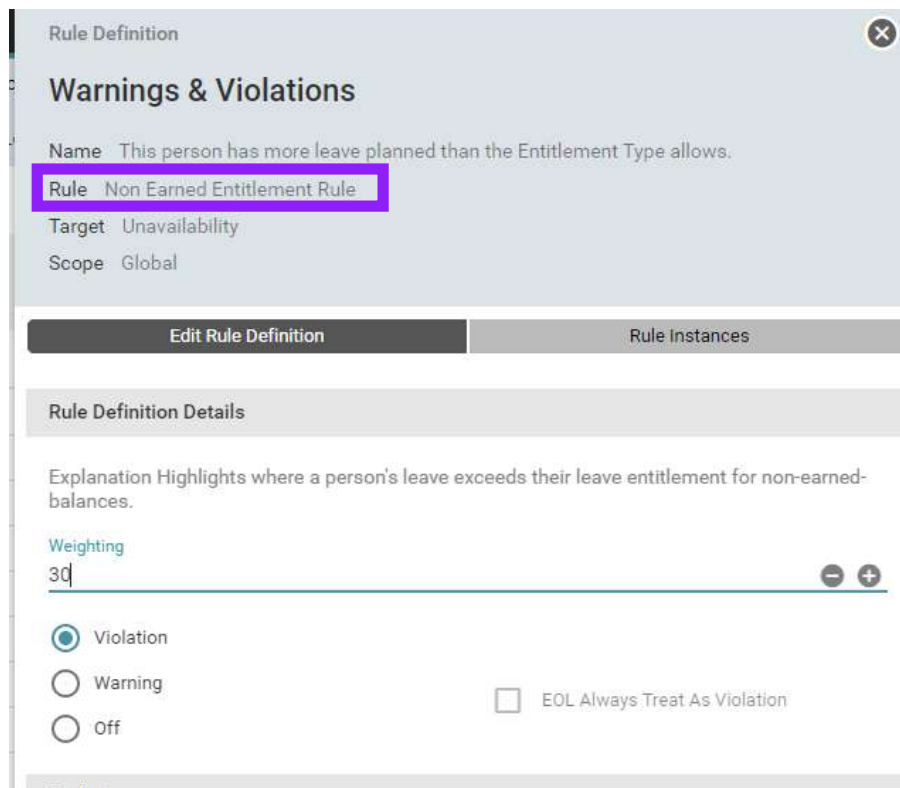 Rule Definition
Warnings & Violations
Name This person has more leave planned than the Entitlement Type allows.
Rule Non Earned Entitlement Rule
Target Unavailability
Scope Global
Edit Rule Definition
Rule Instances
Rule Definition Details
Explanation Highlights where a person's leave exceeds their leave entitlement for non-earned-
balances.
Weighting
30
Violation
Warning
EOL Always Treat As Violation
Off